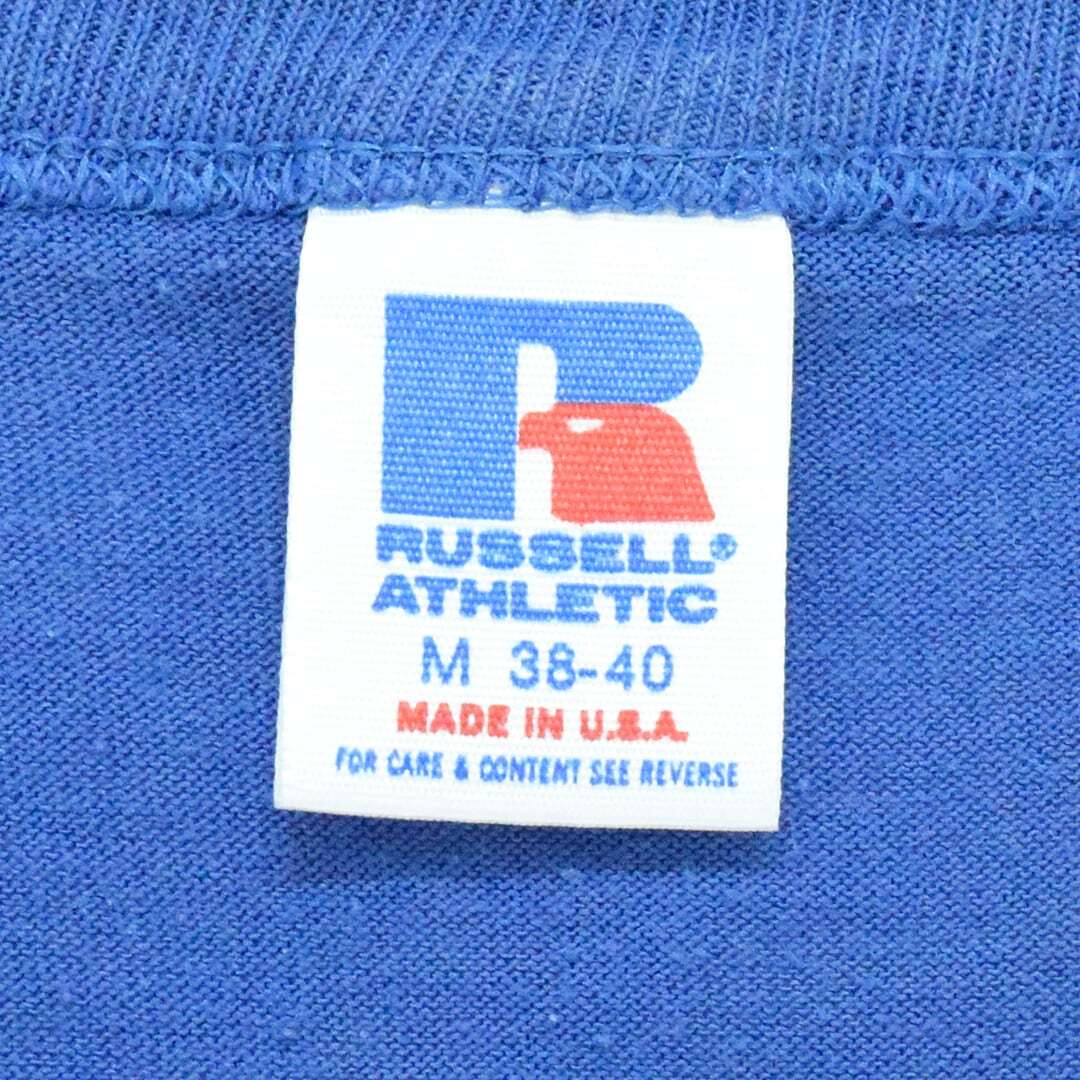 R
RUSSELL®
ATHLETIC
M 38-40
MADE IN U.S.A.
FOR CARE & CONTENT SEE REVERSE